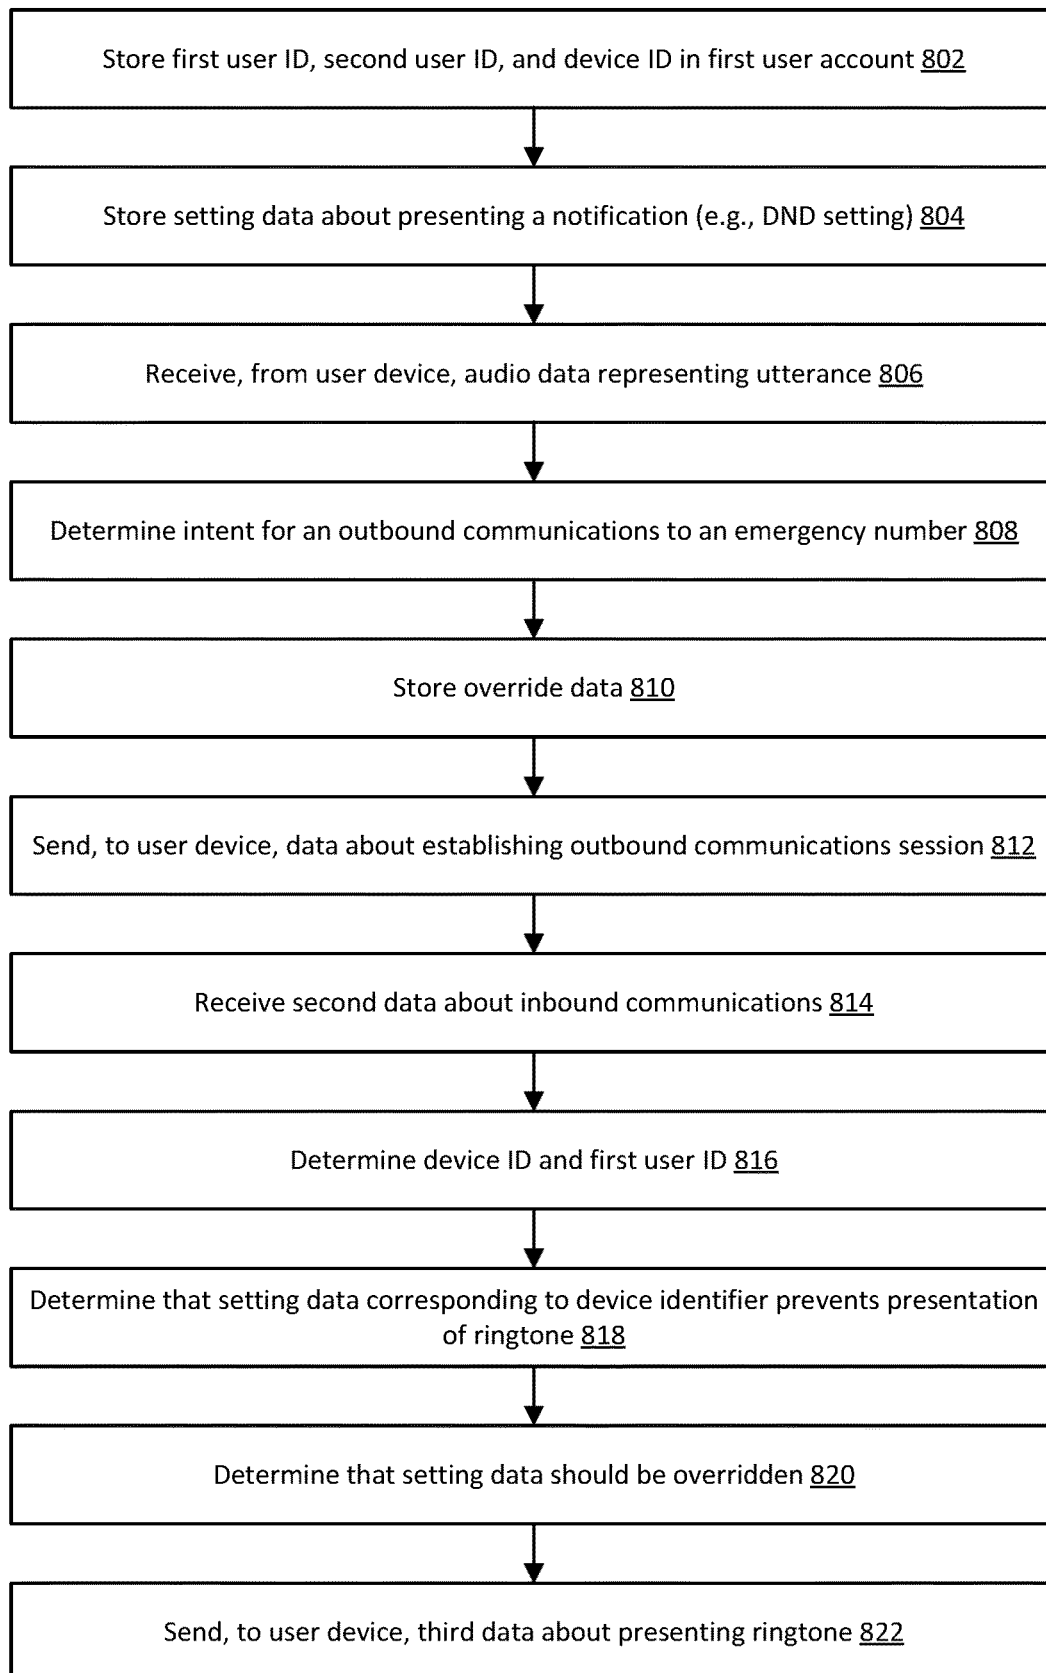 Store first user ID, second user ID, and device ID in first user account 802
Store setting data about presenting a notification (e.g., DND setting) 804
Receive, from user device, audio data representing utterance 806
Determine intent for an outbound communications to an emergency number 808
Store override data 810
Send, to user device, data about establishing outbound communications session 812
Receive second data about inbound communications 814
Determine device ID and first user ID 816
Determine that setting data corresponding to device identifier prevents presentation
of ringtone 818
Determine that setting data should be overridden 820
Send, to user device, third data about presenting ringtone 822